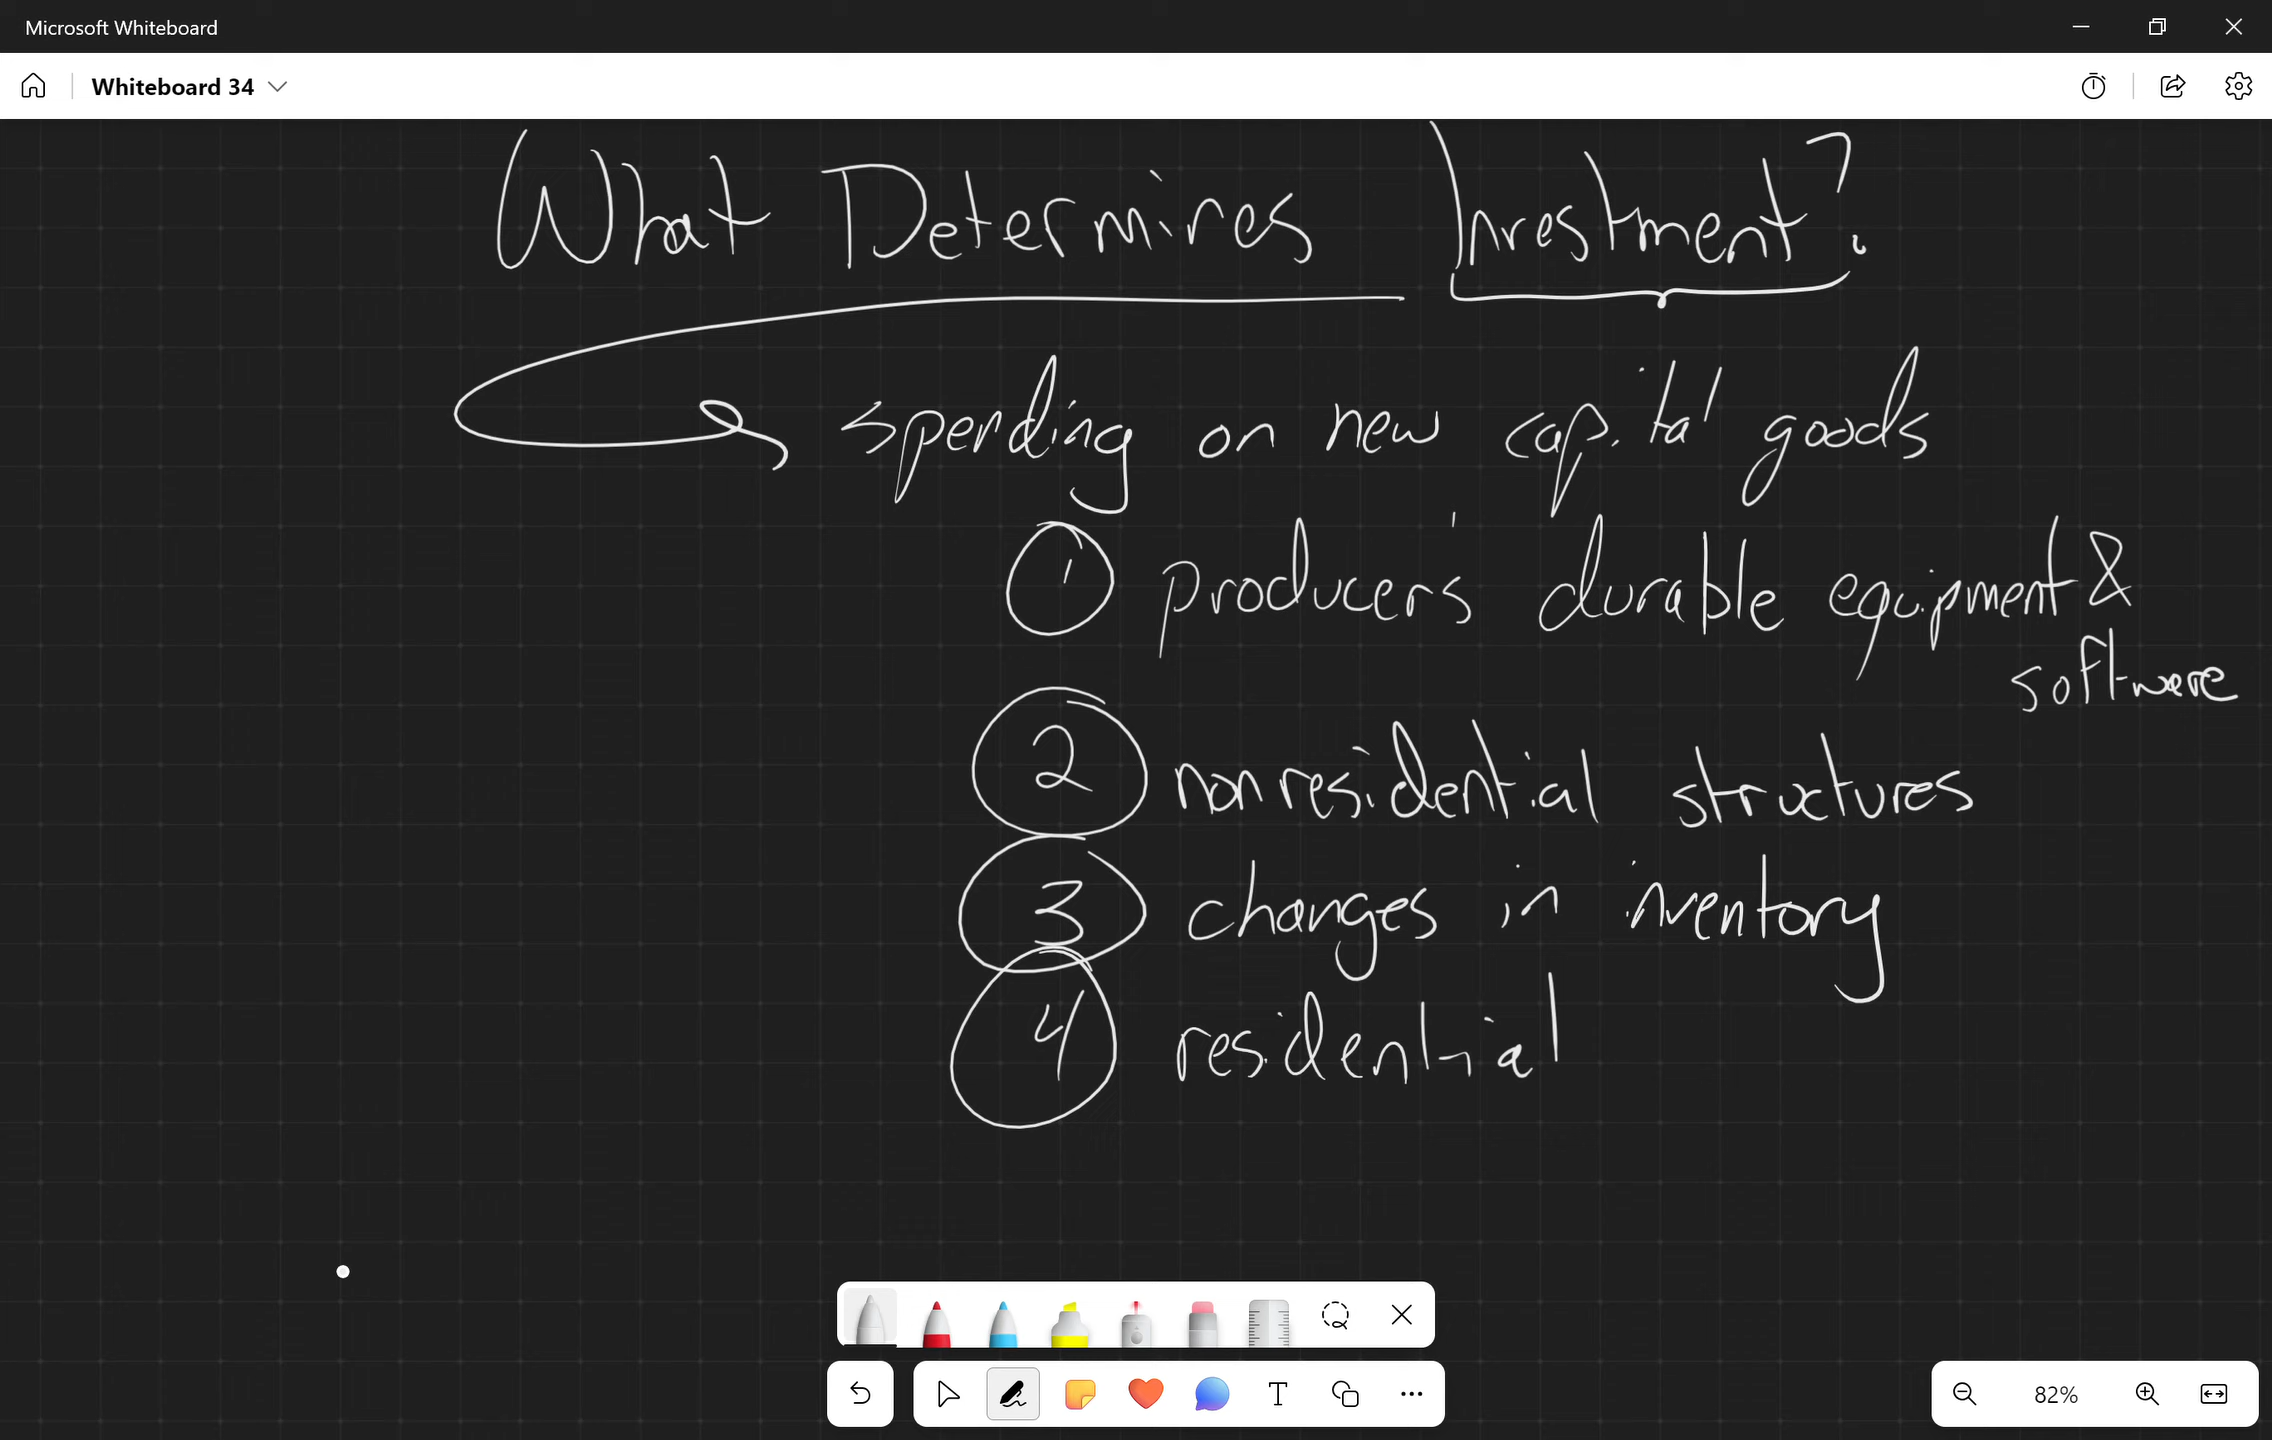 Microsoft Whiteboard
Whiteboard 34
What Determines Investment?
spending on new capital goods
1 producer's durable equipment &
software
2 nonresidential structures
3 changes in inventory
4 residential
82%